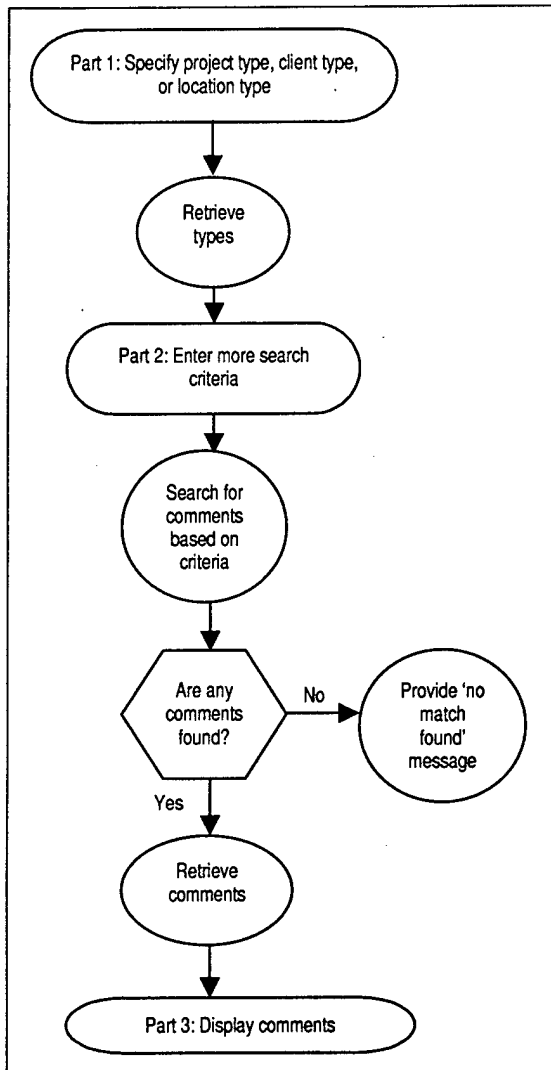 Part 1: Specify project type, client type,
or location type
Retrieve
types
Part 2: Enter more search
criteria
Search for
comments
based on
criteria
Are any
comments
found?
No
Provide 'no
match
found'
message
Yes
Retrieve
comments
Part 3: Display comments